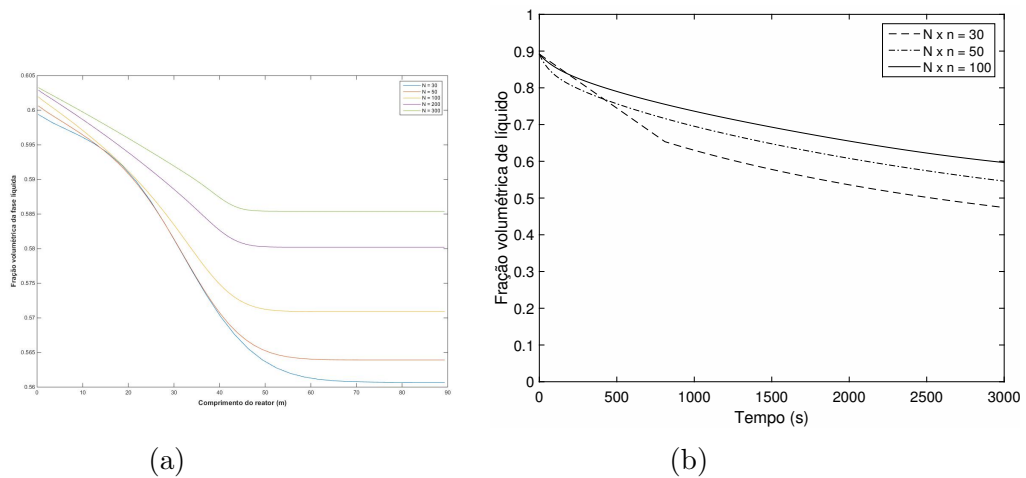 0.605
0.6
0.595
0.59
0.585
0.58
0.575
0.57
0.565
0.56
0
10
20
30
40
50
60
70
80
90
Fração volumétrica da fase líquida
Comprimento do reator (m)
N = 30
N = 50
N = 100
N = 200
N = 300
(a)
1
0.9
0.8
0.7
0.6
0.5
0.4
0.3
0.2
0.1
0
0
500
1000
1500
2000
2500
3000
Fração volumétrica de líquido
Tempo (s)
N x n = 30
N x n = 50
N x n = 100
(b)